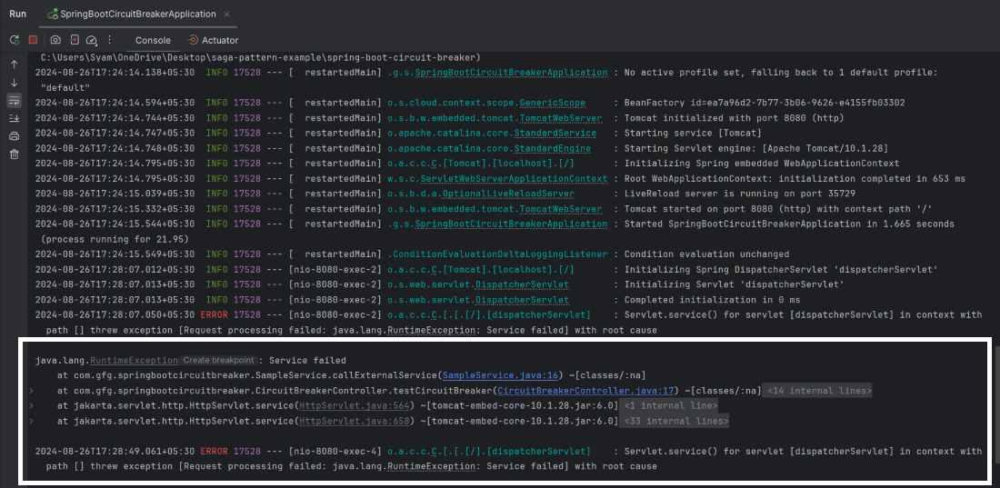 Run SpringBootCircuitBreakerApplication ×
Console Actuator
C:\Users\Syam\OneDrive\Desktop\saga-pattern-example\spring-boot-circuit-breaker)
2024-08-26T17:24:14.138+05:30  INFO 17528 --- [  restartedMain] .g.s.SpringBootCircuitBreakerApplication : No active profile set, falling back to 1 default profile:
"default"
2024-08-26T17:24:14.594+05:30  INFO 17528 --- [  restartedMain] o.s.cloud.context.scope.GenericScope     : BeanFactory id=ea7a96d2-7b77-3b06-9626-e4155fb03302
2024-08-26T17:24:14.744+05:30  INFO 17528 --- [  restartedMain] o.s.b.w.embedded.tomcat.TomcatWebServer  : Tomcat initialized with port 8080 (http)
2024-08-26T17:24:14.747+05:30  INFO 17528 --- [  restartedMain] o.apache.catalina.core.StandardService   : Starting service [Tomcat]
2024-08-26T17:24:14.748+05:30  INFO 17528 --- [  restartedMain] o.apache.catalina.core.StandardEngine    : Starting Servlet engine: [Apache Tomcat/10.1.28]
2024-08-26T17:24:14.795+05:30  INFO 17528 --- [  restartedMain] o.a.c.c.C.[Tomcat].[localhost].[/]       : Initializing Spring embedded WebApplicationContext
2024-08-26T17:24:14.795+05:30  INFO 17528 --- [  restartedMain] w.s.c.ServletWebServerApplicationContext : Root WebApplicationContext: initialization completed in 653 ms
2024-08-26T17:24:15.039+05:30  INFO 17528 --- [  restartedMain] o.s.b.d.a.OptionalLiveReloadServer       : LiveReload server is running on port 35729
2024-08-26T17:24:15.332+05:30  INFO 17528 --- [  restartedMain] o.s.b.w.embedded.tomcat.TomcatWebServer  : Tomcat started on port 8080 (http) with context path '/'
2024-08-26T17:24:15.544+05:30  INFO 17528 --- [  restartedMain] .g.s.SpringBootCircuitBreakerApplication : Started SpringBootCircuitBreakerApplication in 1.665 seconds
(process running for 21.95)
2024-08-26T17:24:15.549+05:30  INFO 17528 --- [  restartedMain] .ConditionEvaluationDeltaLoggingListener : Condition evaluation unchanged
2024-08-26T17:28:07.012+05:30  INFO 17528 --- [nio-8080-exec-2] o.a.c.c.C.[Tomcat].[localhost].[/]       : Initializing Spring DispatcherServlet 'dispatcherServlet'
2024-08-26T17:28:07.013+05:30  INFO 17528 --- [nio-8080-exec-2] o.s.web.servlet.DispatcherServlet        : Initializing Servlet 'dispatcherServlet'
2024-08-26T17:28:07.013+05:30  INFO 17528 --- [nio-8080-exec-2] o.s.web.servlet.DispatcherServlet        : Completed initialization in 0 ms
2024-08-26T17:28:07.050+05:30 ERROR 17528 --- [nio-8080-exec-2] o.a.c.c.C.[.[.[/].[dispatcherServlet]    : Servlet.service() for servlet [dispatcherServlet] in context with
path [] threw exception [Request processing failed: java.lang.RuntimeException: Service failed] with root cause
java.lang.RuntimeException Create breakpoint : Service failed
at com.gfg.springbootcircuitbreaker.SampleService.callExternalService(SampleService.java:16) ~[classes/:na]
at com.gfg.springbootcircuitbreaker.CircuitBreakerController.testCircuitBreaker(CircuitBreakerController.java:17) ~[classes/:na] <14 internal lines>
at jakarta.servlet.http.HttpServlet.service(HttpServlet.java:564) ~[tomcat-embed-core-10.1.28.jar:6.0] <1 internal line>
at jakarta.servlet.http.HttpServlet.service(HttpServlet.java:658) ~[tomcat-embed-core-10.1.28.jar:6.0] <33 internal lines>
2024-08-26T17:28:49.061+05:30 ERROR 17528 --- [nio-8080-exec-4] o.a.c.c.C.[.[.[/].[dispatcherServlet]    : Servlet.service() for servlet [dispatcherServlet] in context with
path [] threw exception [Request processing failed: java.lang.RuntimeException: Service failed] with root cause